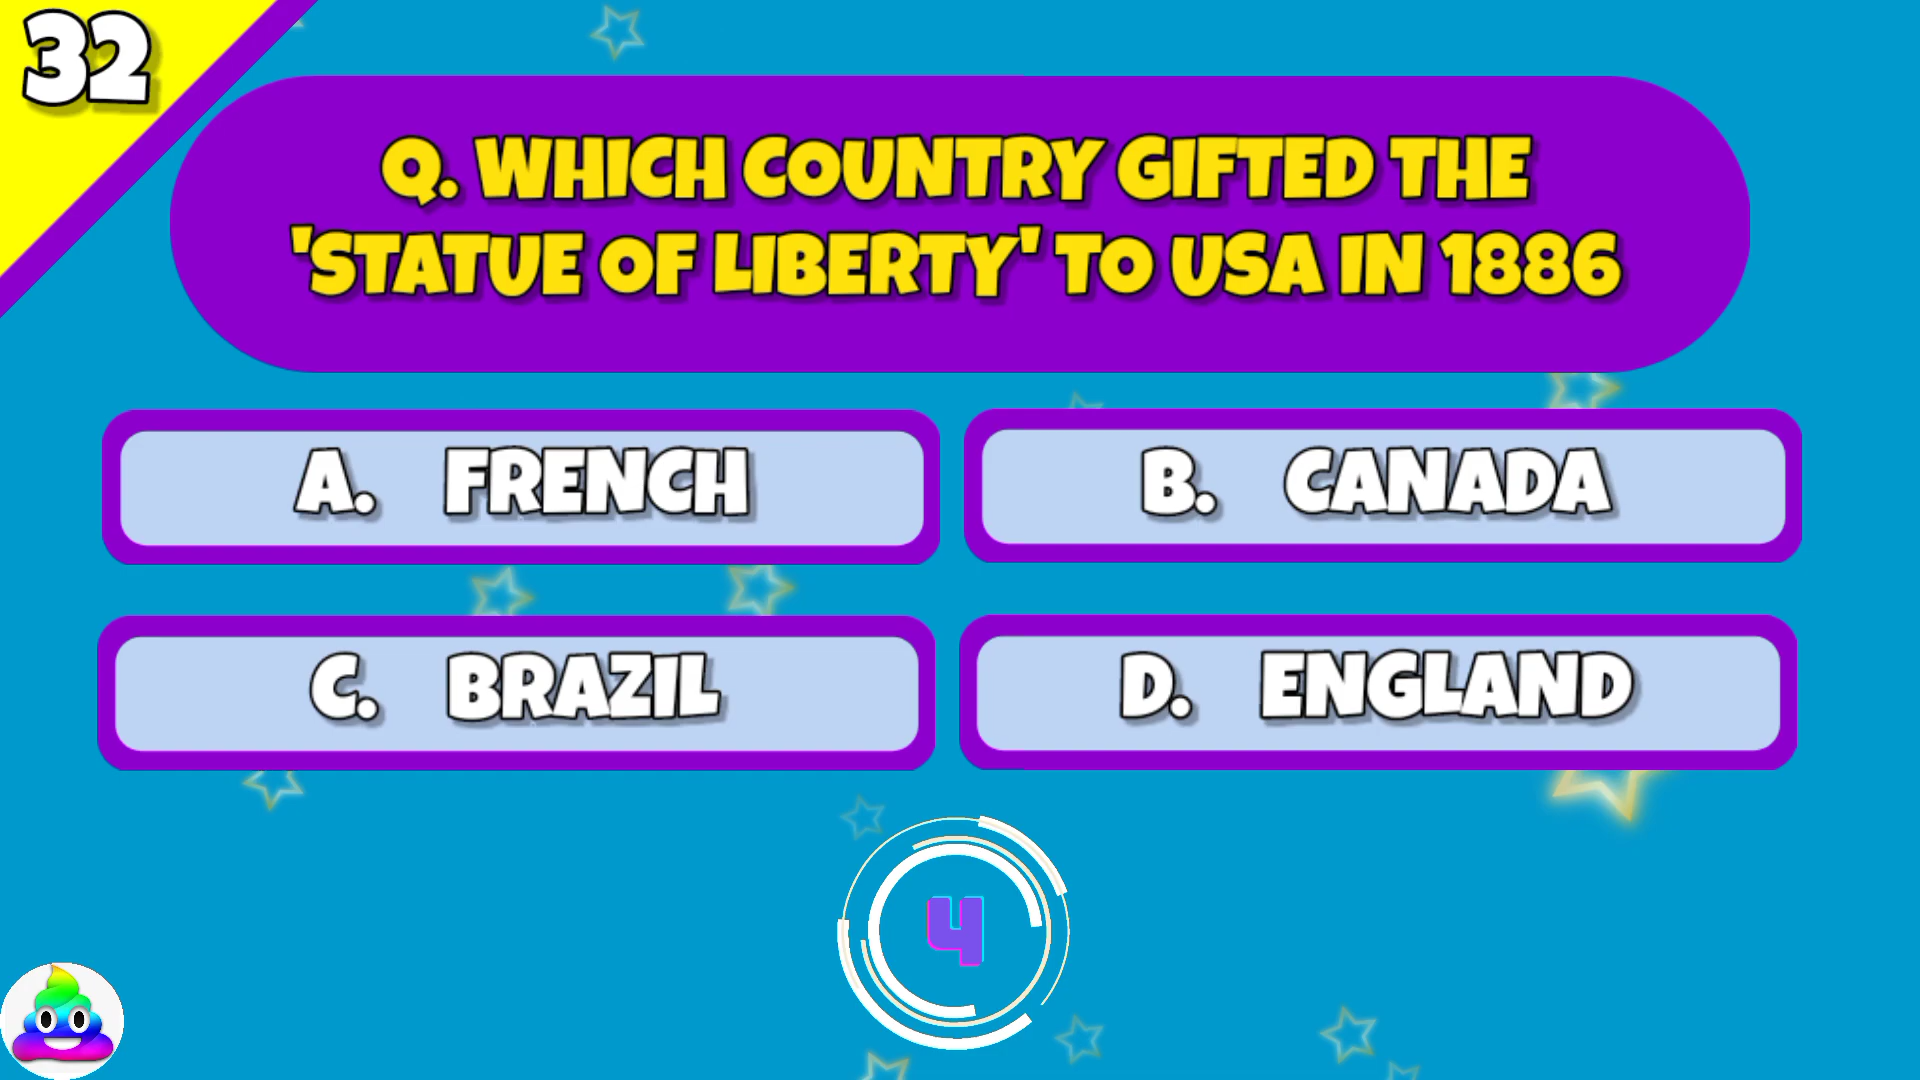 32
Q. WHICH COUNTRY GIFTED THE
'STATUE OF LIBERTY' TO USA IN 1886
A. FRENCH
B. CANADA
C. BRAZIL
D. ENGLAND
4